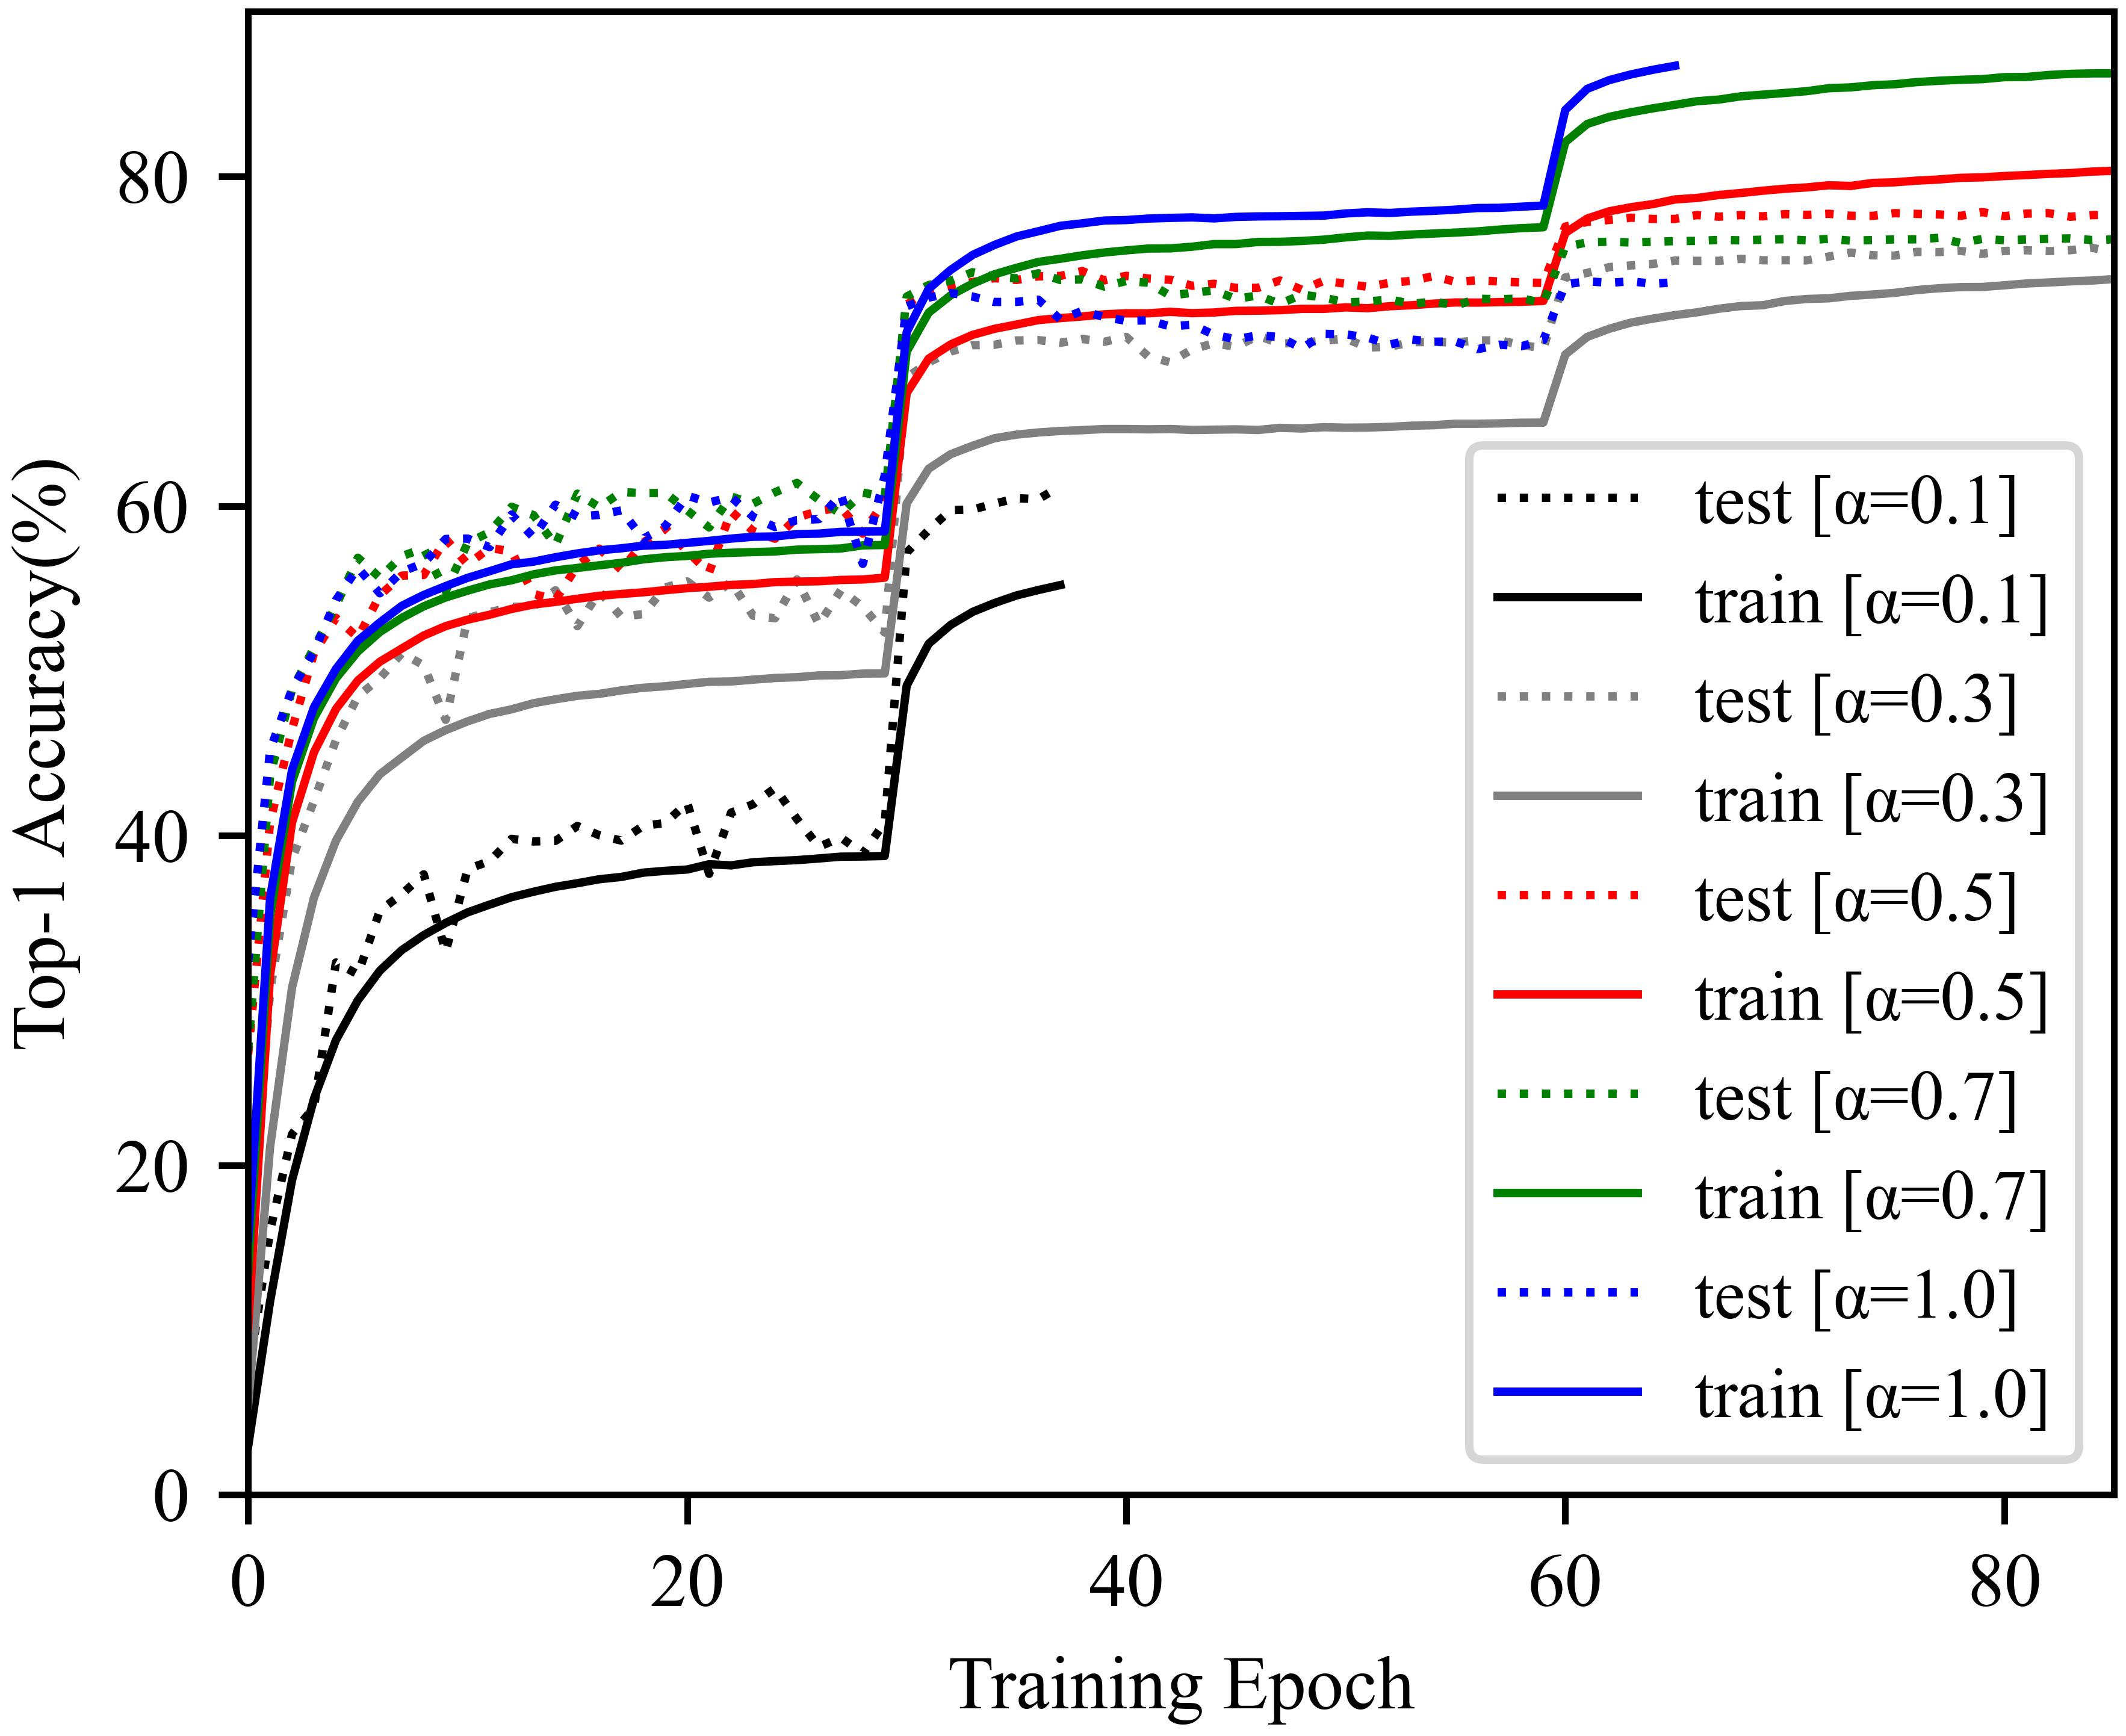 Top-1 Accuracy(%)
80
60
40
20
0
test [α=0.1]
train [α=0.1]
test [α=0.3]
train [α=0.3]
test [α=0.5]
train [α=0.5]
test [α=0.7]
train [α=0.7]
test [α=1.0]
train [α=1.0]
0 20 40 60 80
Training Epoch